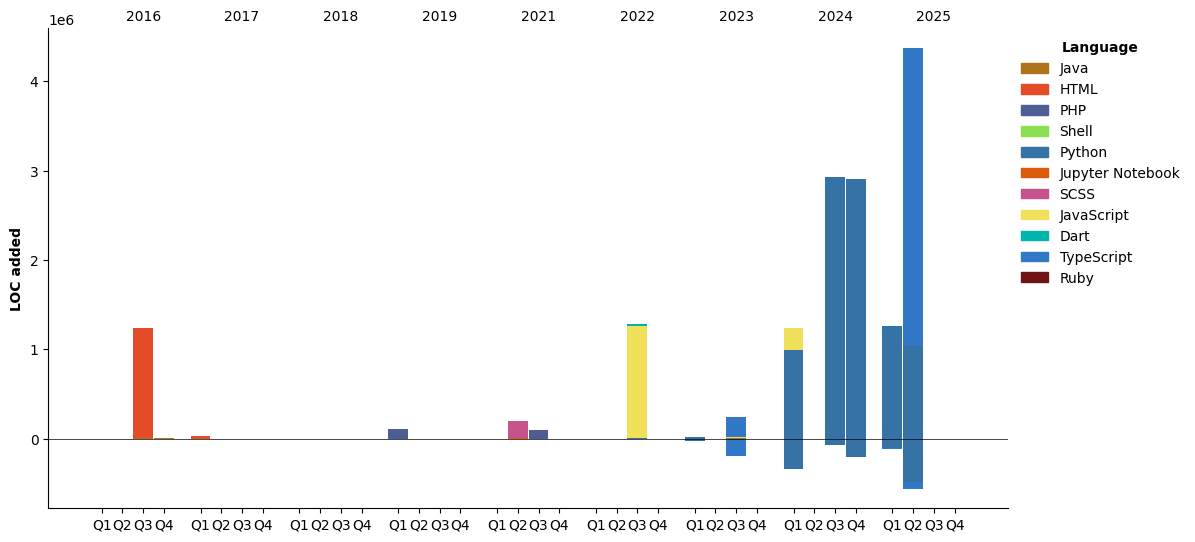 1e6
2016 2017 2018 2019 2021 2022 2023 2024 2025
LOC added
4
3
2
1
0
Q1 Q2 Q3 Q4 Q1 Q2 Q3 Q4 Q1 Q2 Q3 Q4 Q1 Q2 Q3 Q4 Q1 Q2 Q3 Q4 Q1 Q2 Q3 Q4 Q1 Q2 Q3 Q4 Q1 Q2 Q3 Q4 Q1 Q2 Q3 Q4
Language
Java
HTML
PHP
Shell
Python
Jupyter Notebook
SCSS
JavaScript
Dart
TypeScript
Ruby